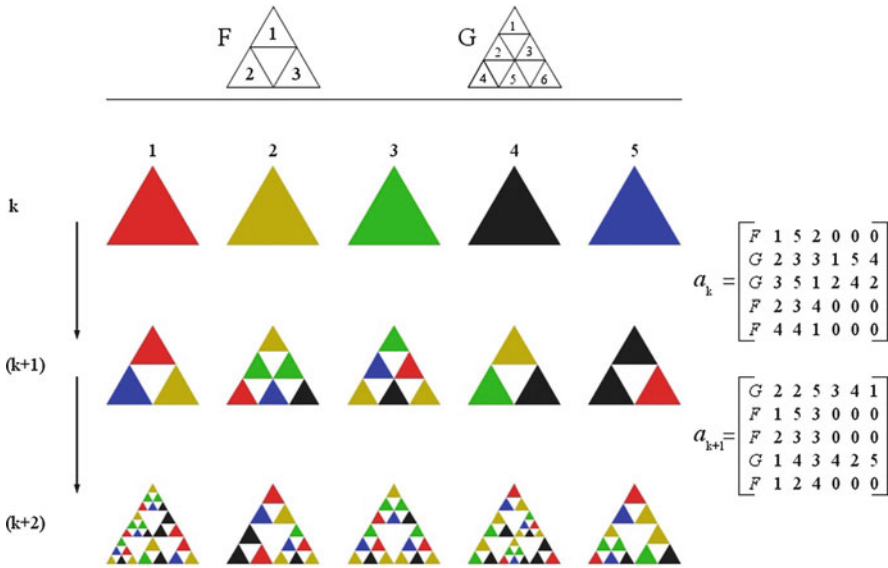 F 1 G 1
2 3 2 3
4 5 6
1 2 3 4 5
k
(k+1)
(k+2)
a_k =
F 1 5 2 0 0 0
G 2 3 3 1 5 4
G 3 5 1 2 4 2
F 2 3 4 0 0 0
F 4 4 1 0 0 0
a_{k+1} =
G 2 2 5 3 4 1
F 1 5 3 0 0 0
F 2 3 3 0 0 0
G 1 4 3 4 2 5
F 1 2 4 0 0 0